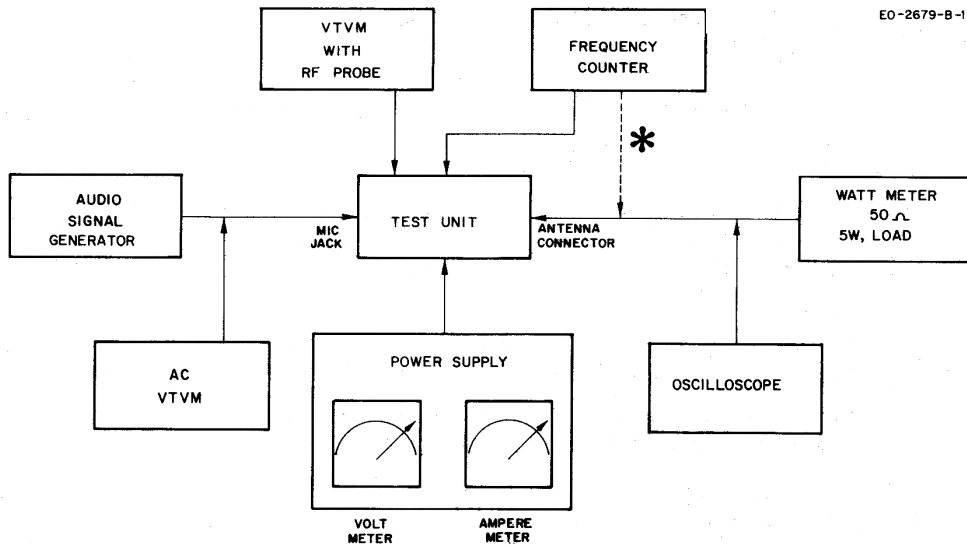 EO-2679-B-1
VTVM
WITH
RF PROBE
FREQUENCY
COUNTER
*
AUDIO
SIGNAL
GENERATOR
MIC
JACK
TEST UNIT
ANTENNA
CONNECTOR
WATT METER
50Ω
5W, LOAD
AC
VTVM
POWER SUPPLY
OSCILLOSCOPE
VOLT
METER
AMPERE
METER